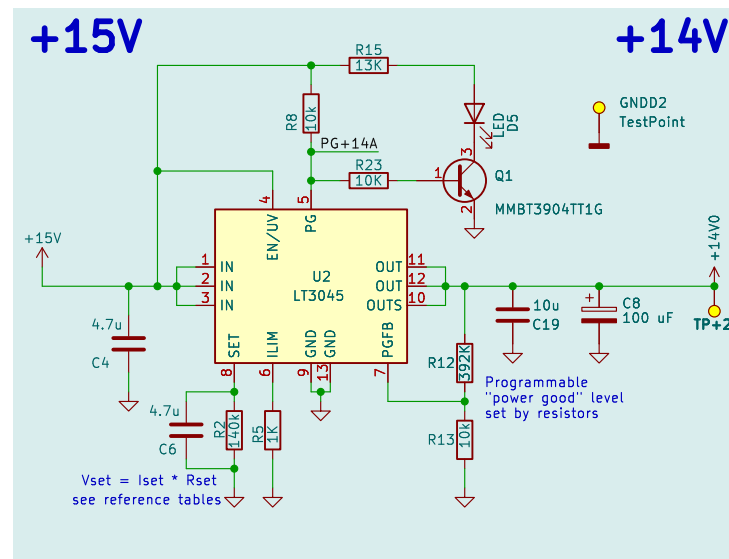 +15V
+14V
R15
13K
R8
10k
LED
D5
GNDD2
TestPoint
PG+14A
R23
10K
1
3
2
Q1
MMBT3904TT1G
4
5
EN/UV
PG
+15V
+14V0
1
IN
2
IN
3
IN
U2
LT3045
OUT
11
OUT
12
OUTS
10
4.7u
C4
10u
C19
+
C8
100 uF
TP+2
SET
ILIM
GND
GND
PGFB
8
6
9
13
7
R12
392K
Programmable
"power good" level
set by resistors
4.7u
C6
R2
140k
R5
1K
R13
10k
Vset = Iset * Rset
see reference tables